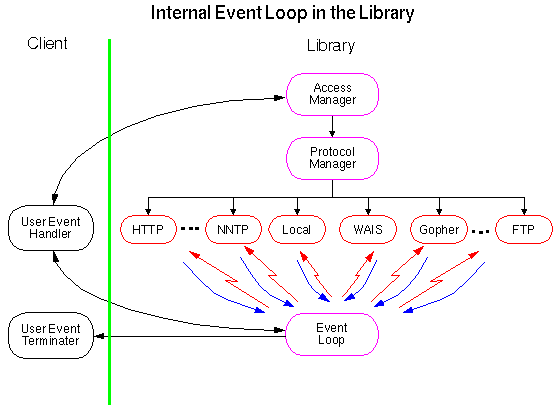 Internal Event Loop in the Library
Client
Library
Access
Manager
Protocol
Manager
User Event
Handler
HTTP
NNTP
Local
WAIS
Gopher
FTP
User Event
Terminater
Event
Loop